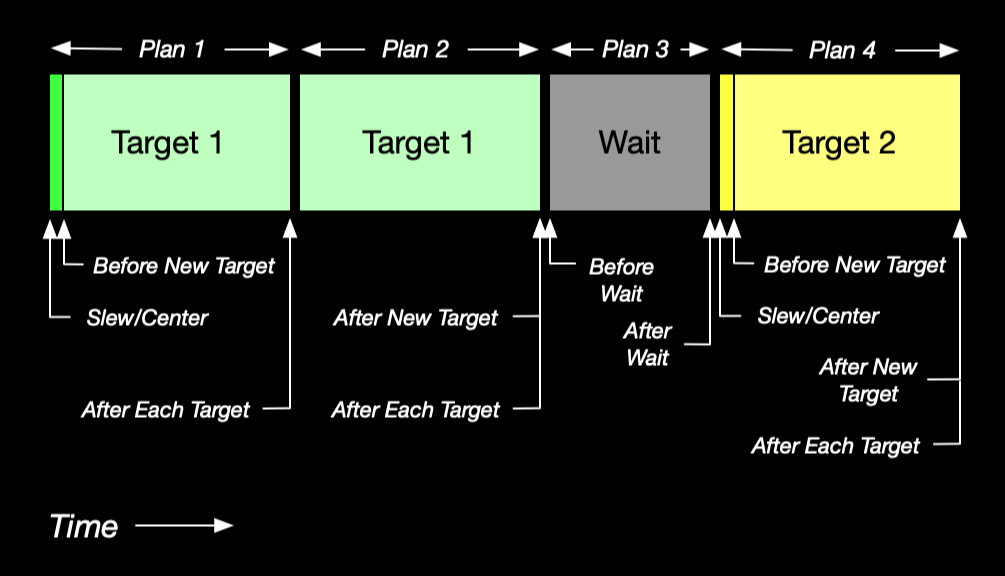 Plan 1
Plan 2
Plan 3
Plan 4
Target 1
Target 1
Wait
Target 2
Before New Target
Slew/Center
After Each Target
After New Target
After Each Target
Before
Wait
After
Wait
Before New Target
Slew/Center
After New
Target
After Each Target
Time